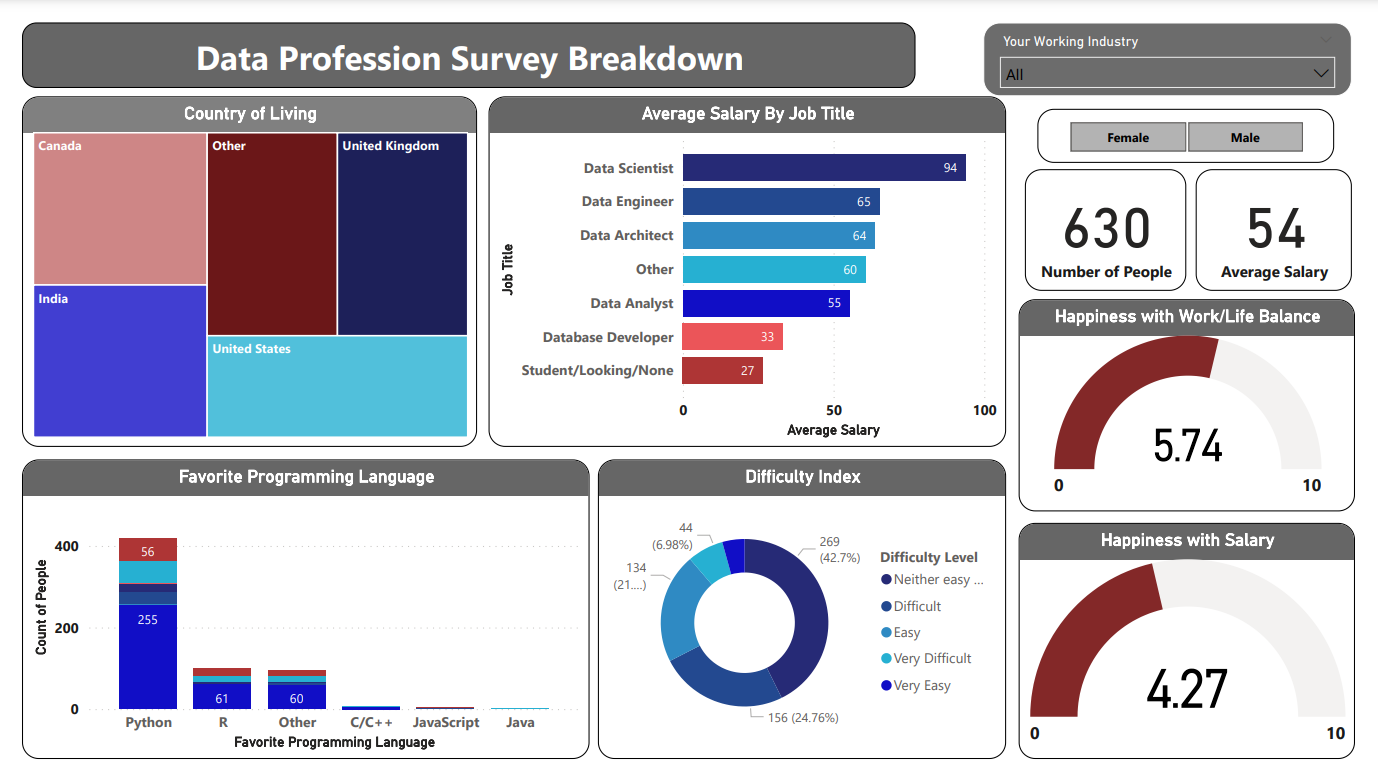 Data Profession Survey Breakdown
Your Working Industry
All
Country of Living
Canada
Other
United Kingdom
India
United States
Average Salary By Job Title
Job Title
Data Scientist
94
Data Engineer
65
Data Architect
64
Other
60
Data Analyst
55
Database Developer
33
Student/Looking/None
27
0
50
100
Average Salary
Female
Male
630
Number of People
54
Average Salary
Happiness with Work/Life Balance
5.74
0
10
Favorite Programming Language
Count of People
400
200
0
56
255
61
60
Python
R
Other
C/C++
JavaScript
Java
Favorite Programming Language
Difficulty Index
44
(6.98%)
134
(21....)
269
(42.7%)
156 (24.76%)
Difficulty Level
Neither easy ...
Difficult
Easy
Very Difficult
Very Easy
Happiness with Salary
4.27
0
10